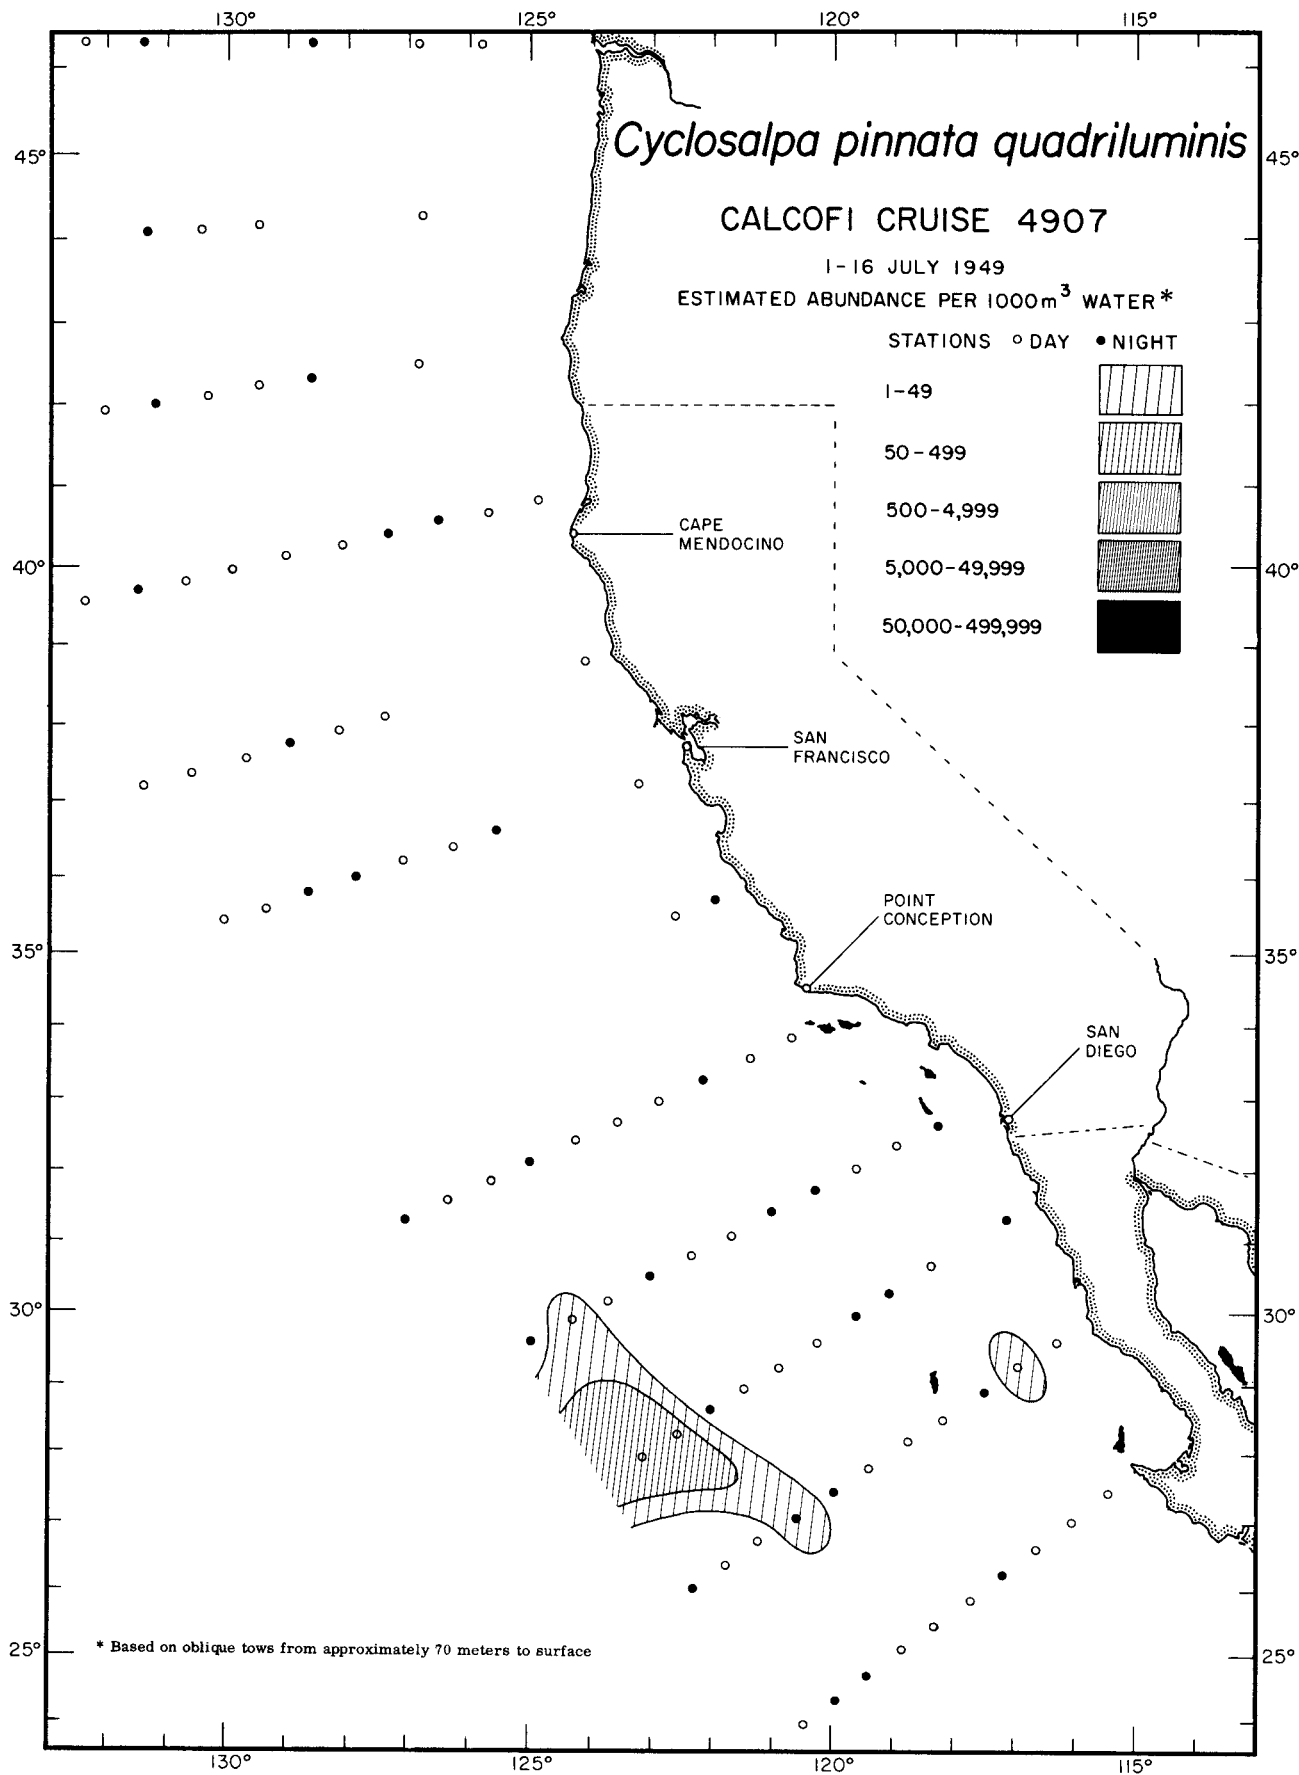 130° 125° 120° 115°
45° 45°
Cyclosalpa pinnata quadriluminis
CALCOFI CRUISE 4907
1-16 JULY 1949
ESTIMATED ABUNDANCE PER 1000m³ WATER*
STATIONS ○ DAY ● NIGHT
1-49
50-499
500-4,999
5,000-49,999
50,000-499,999
CAPE
MENDOCINO
40° 40°
SAN
FRANCISCO
POINT
CONCEPTION
35° 35°
SAN
DIEGO
30° 30°
* Based on oblique tows from approximately 70 meters to surface
25° 25°
130° 125° 120° 115°